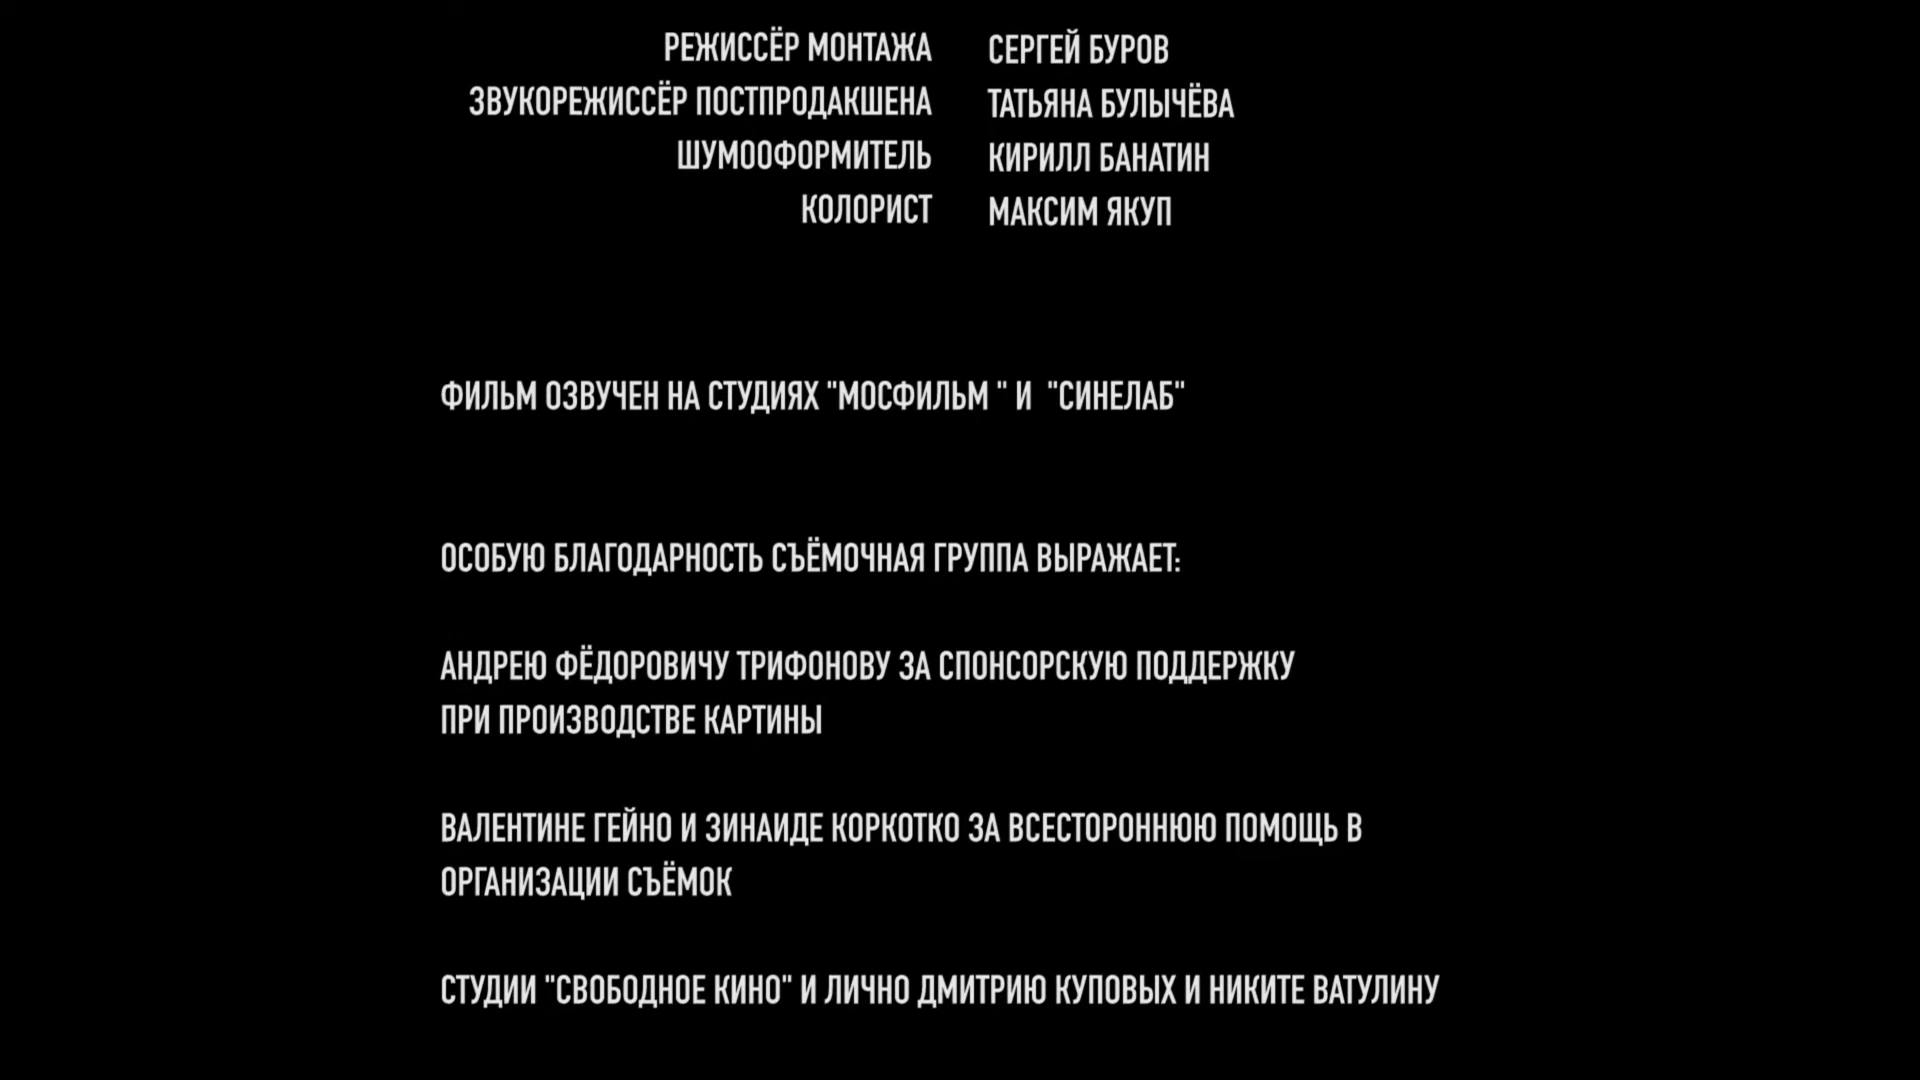 РЕЖИССЁР МОНТАЖА СЕРГЕЙ БУРОВ
ЗВУКОРЕЖИССЁР ПОСТПРОДАКШЕНА ТАТЬЯНА БУЛЫЧЁВА
ШУМООФОРМИТЕЛЬ КИРИЛЛ БАНАТИН
КОЛОРИСТ МАКСИМ ЯКУП
ФИЛЬМ ОЗВУЧЕН НА СТУДИЯХ "МОСФИЛЬМ " И  "СИНЕЛАБ"
ОСОБУЮ БЛАГОДАРНОСТЬ СЪЁМОЧНАЯ ГРУППА ВЫРАЖАЕТ:
АНДРЕЮ ФЁДОРОВИЧУ ТРИФОНОВУ ЗА СПОНСОРСКУЮ ПОДДЕРЖКУ
ПРИ ПРОИЗВОДСТВЕ КАРТИНЫ
ВАЛЕНТИНЕ ГЕЙНО И ЗИНАИДЕ КОРКОТКО ЗА ВСЕСТОРОННЮЮ ПОМОЩЬ В
ОРГАНИЗАЦИИ СЪЁМОК
СТУДИИ "СВОБОДНОЕ КИНО" И ЛИЧНО ДМИТРИЮ КУПОВЫХ И НИКИТЕ ВАТУЛИНУ